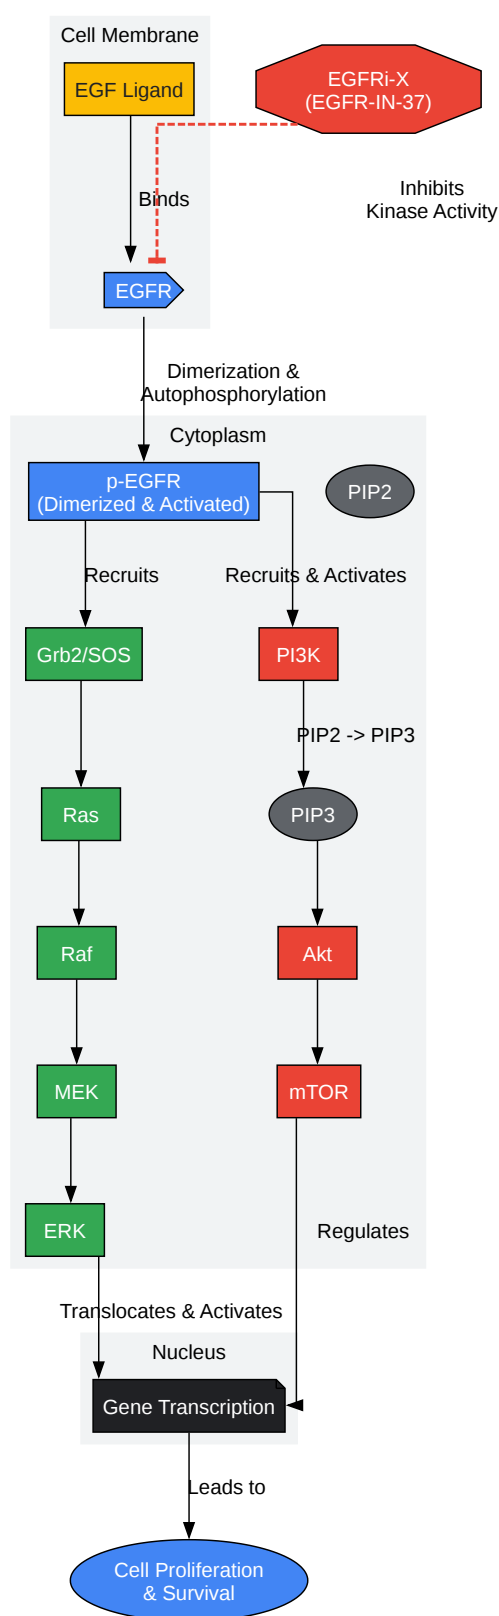 Cell Membrane
EGF Ligand
EGFRi-X
(EGFR-IN-37)
Binds
Inhibits
Kinase Activity
EGFR
Dimerization &
Autophosphorylation
Cytoplasm
p-EGFR
(Dimerized & Activated)
PIP2
Recruits
Recruits & Activates
Grb2/SOS
PI3K
PIP2 -> PIP3
Ras
PIP3
Raf
Akt
MEK
mTOR
ERK
Regulates
Translocates & Activates
Nucleus
Gene Transcription
Leads to
Cell Proliferation
& Survival